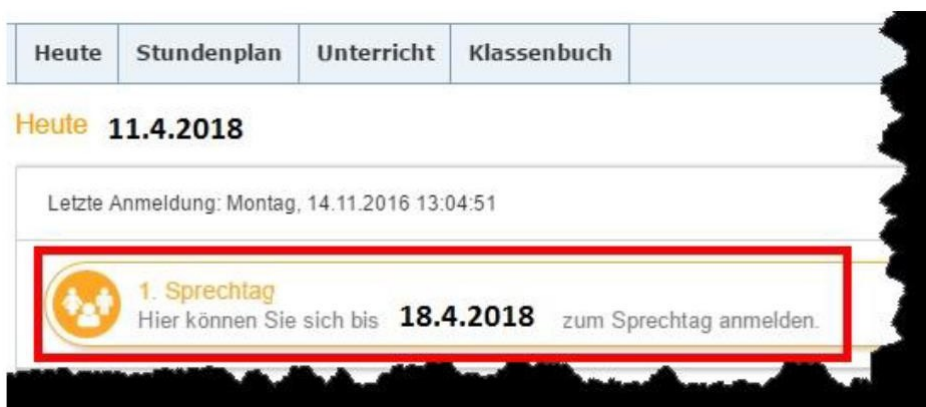 Heute Stundenplan Unterricht Klassenbuch
Heute 11.4.2018
Letzte Anmeldung: Montag, 14.11.2016 13:04:51
1. Sprechtag
Hier können Sie sich bis 18.4.2018 zum Sprechtag anmelden.